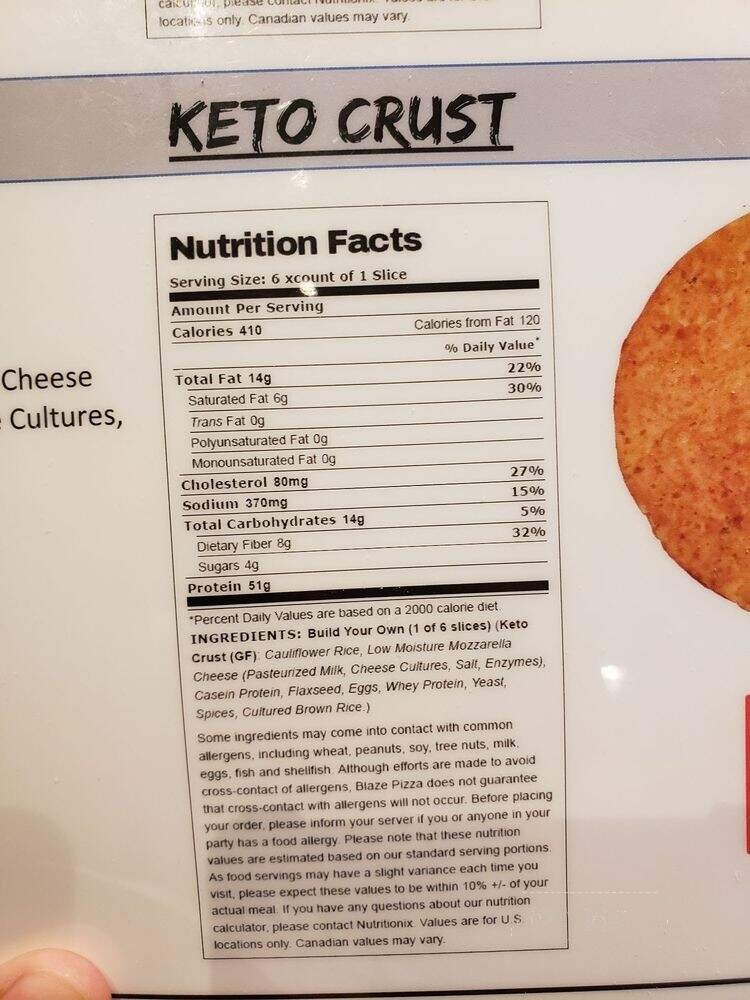 locations only. Canadian values may vary.
KETO CRUST
Cheese
Cultures,
Nutrition Facts
Serving Size: 6 xcount of 1 Slice
Amount Per Serving
Calories 410 Calories from Fat 120
% Daily Value*
Total Fat 14g 22%
Saturated Fat 6g 30%
Trans Fat 0g
Polyunsaturated Fat 0g
Monounsaturated Fat 0g
Cholesterol 80mg 27%
Sodium 370mg 15%
Total Carbohydrates 14g 5%
Dietary Fiber 8g 32%
Sugars 4g
Protein 51g
*Percent Daily Values are based on a 2000 calorie diet.
INGREDIENTS: Build Your Own (1 of 6 slices) (Keto
Crust (GF): Cauliflower Rice, Low Moisture Mozzarella
Cheese (Pasteurized Milk, Cheese Cultures, Salt, Enzymes),
Casein Protein, Flaxseed, Eggs, Whey Protein, Yeast,
Spices, Cultured Brown Rice.)
Some ingredients may come into contact with common
allergens, including wheat, peanuts, soy, tree nuts, milk,
eggs, fish and shellfish. Although efforts are made to avoid
cross-contact of allergens, Blaze Pizza does not guarantee
that cross-contact with allergens will not occur. Before placing
your order, please inform your server if you or anyone in your
party has a food allergy. Please note that these nutrition
values are estimated based on our standard serving portions.
As food servings may have a slight variance each time you
visit, please expect these values to be within 10% +/- of your
actual meal. If you have any questions about our nutrition
calculator, please contact Nutritionix. Values are for U.S.
locations only. Canadian values may vary.